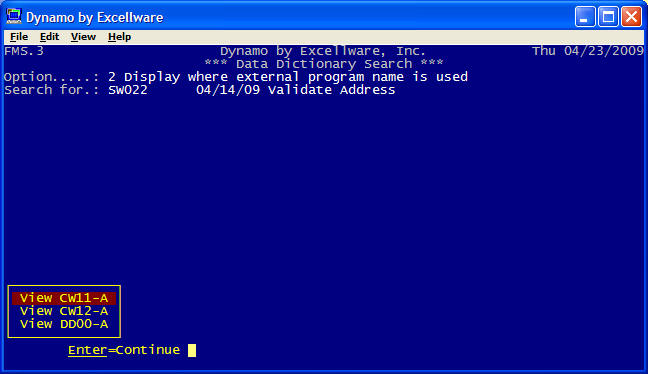 Dynamo by Excellware
File Edit View Help
FMS.3 Dynamo by Excellware, Inc. Thu 04/23/2009
*** Data Dictionary Search ***
Option.....: 2 Display where external program name is used
Search for.: SW022 04/14/09 Validate Address
View CW11-A
View CW12-A
View DD00-A
Enter=Continue